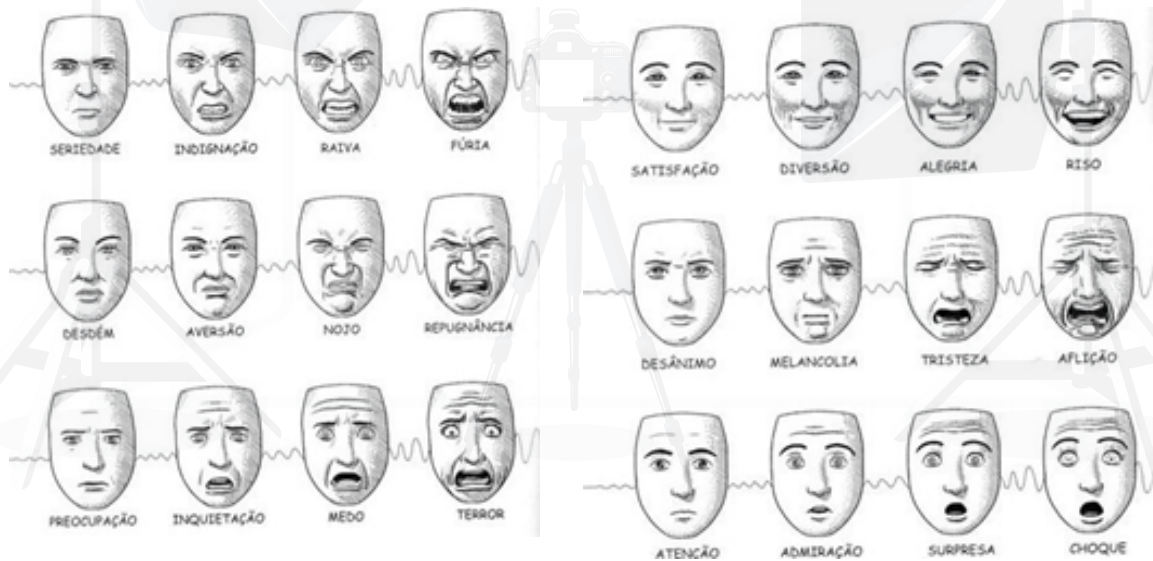 SERIEDADE INDIGNAÇÃO RAIVA FÚRIA
DESDÉM AVERSÃO NOJO REPUGNÂNCIA
PREOCUPAÇÃO INQUIETAÇÃO MEDO TERROR
SATISFAÇÃO DIVERSÃO ALEGRIA RISO
DESÂNIMO MELANCOLIA TRISTEZA AFLIÇÃO
ATENÇÃO ADMIRAÇÃO SURPRESA CHOQUE